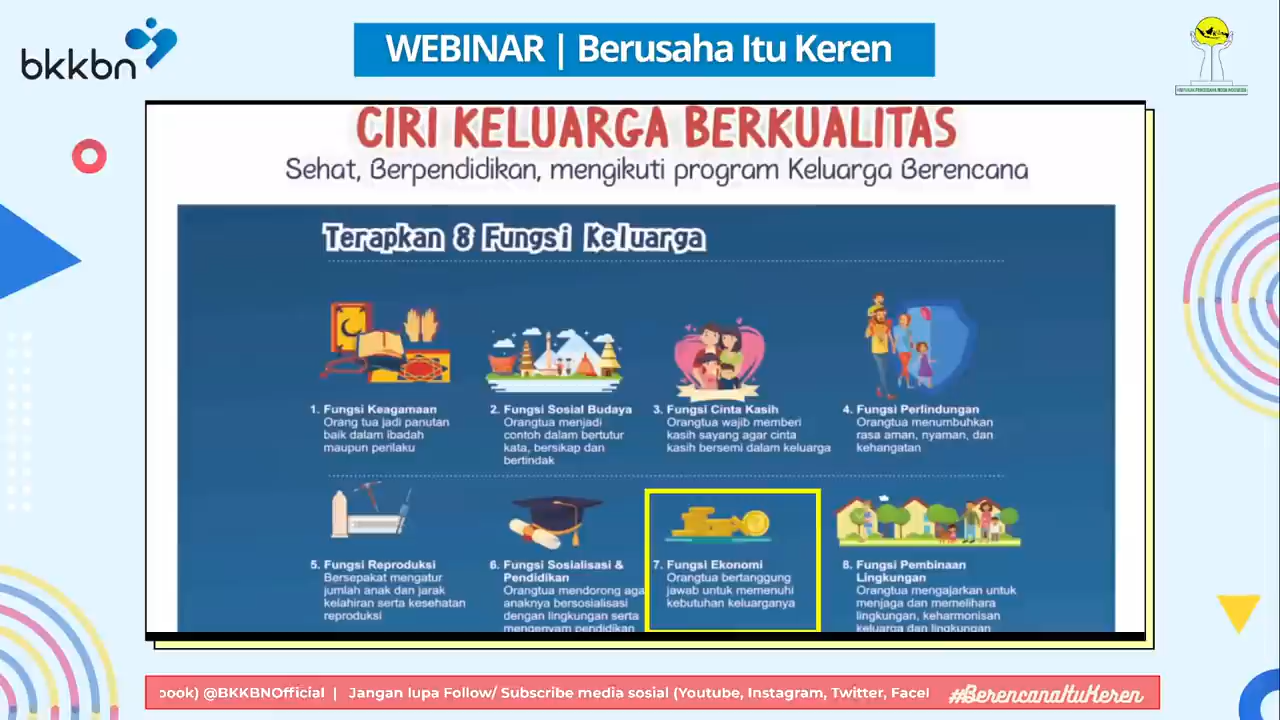 bkkbn
WEBINAR | Berusaha Itu Keren
CIRI KELUARGA BERKUALITAS
Sehat, Berpendidikan, mengikuti program Keluarga Berencana
Terapkan 8 Fungsi Keluarga
1. Fungsi Keagamaan
Orang tua jadi panutan
baik dalam ibadah
maupun perilaku
2. Fungsi Sosial Budaya
Orangtua menjadi
contoh dalam bertutur
kata, bersikap dan
bertindak
3. Fungsi Cinta Kasih
Orangtua wajib memberi
kasih sayang agar cinta
kasih bersemi dalam keluarga
4. Fungsi Perlindungan
Orangtua menumbuhkan
rasa aman, nyaman, dan
kehangatan
5. Fungsi Reproduksi
Bersepakat mengatur
jumlah anak dan jarak
kelahiran serta kesehatan
reproduksi
6. Fungsi Sosialisasi &
Pendidikan
Orangtua mendorong aga
anaknya bersosialisasi
dengan lingkungan serta
mengenyam pendidikan
7. Fungsi Ekonomi
Orangtua bertanggung
jawab untuk memenuhi
kebutuhan keluarganya
8. Fungsi Pembinaan
Lingkungan
Orangtua mengajarkan untuk
menjaga dan memelihara
lingkungan, keharmonisan
keluarga dan lingkungan
book) @BKKBNOfficial | Jangan lupa Follow/ Subscribe media sosial (Youtube, Instagram, Twitter, Facel
#BerencanaItuKeren